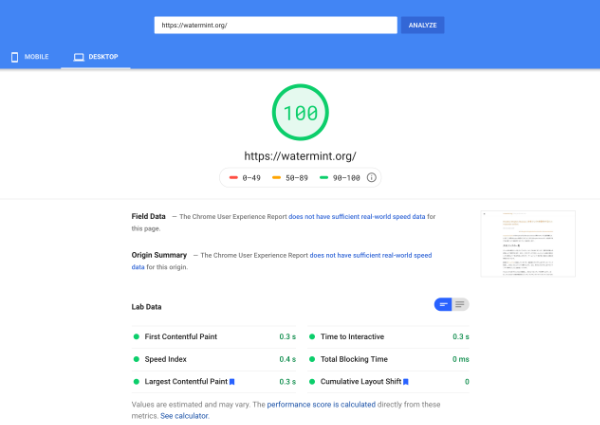 https://watermint.org/
ANALYZE
MOBILE
DESKTOP
100
https://watermint.org/
0–49
50–89
90–100
Field Data — The Chrome User Experience Report does not have sufficient real-world speed data for
this page.
Origin Summary — The Chrome User Experience Report does not have sufficient real-world speed
data for this origin.
Lab Data
First Contentful Paint 0.3 s
Time to Interactive 0.3 s
Speed Index 0.4 s
Total Blocking Time 0 ms
Largest Contentful Paint 0.3 s
Cumulative Layout Shift 0
Values are estimated and may vary. The performance score is calculated directly from these
metrics. See calculator.